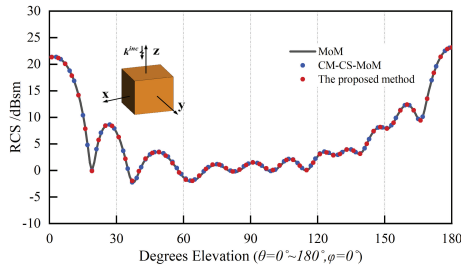 30
25
20
15
10
5
0
-5
-10
RCS /dBsm
k^inc
z
x
y
MoM
CM-CS-MoM
The proposed method
0 30 60 90 120 150 180
Degrees Elevation (θ=0°~180°,φ=0°)